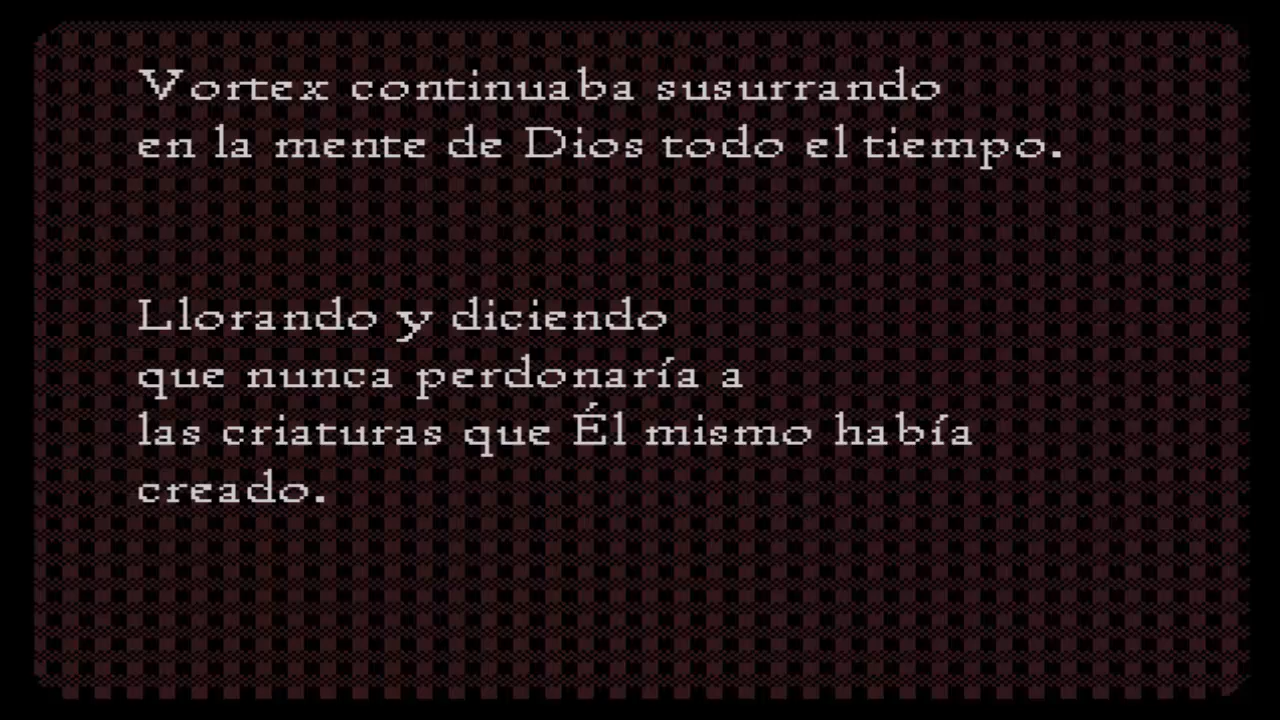 Vortex continuaba susurrando
en la mente de Dios todo el tiempo.
Llorando y diciendo
que nunca perdonaría a
las criaturas que Él mismo había
creado.